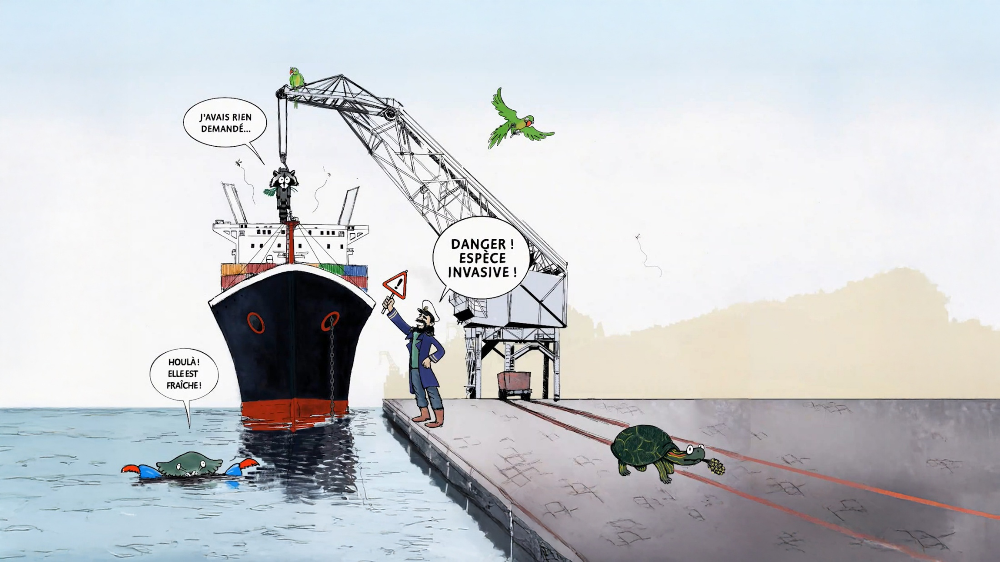 J'AVAIS RIEN
DEMANDÉ...
DANGER !
ESPÈCE
INVASIVE !
HOULÀ !
ELLE EST
FRAÎCHE !